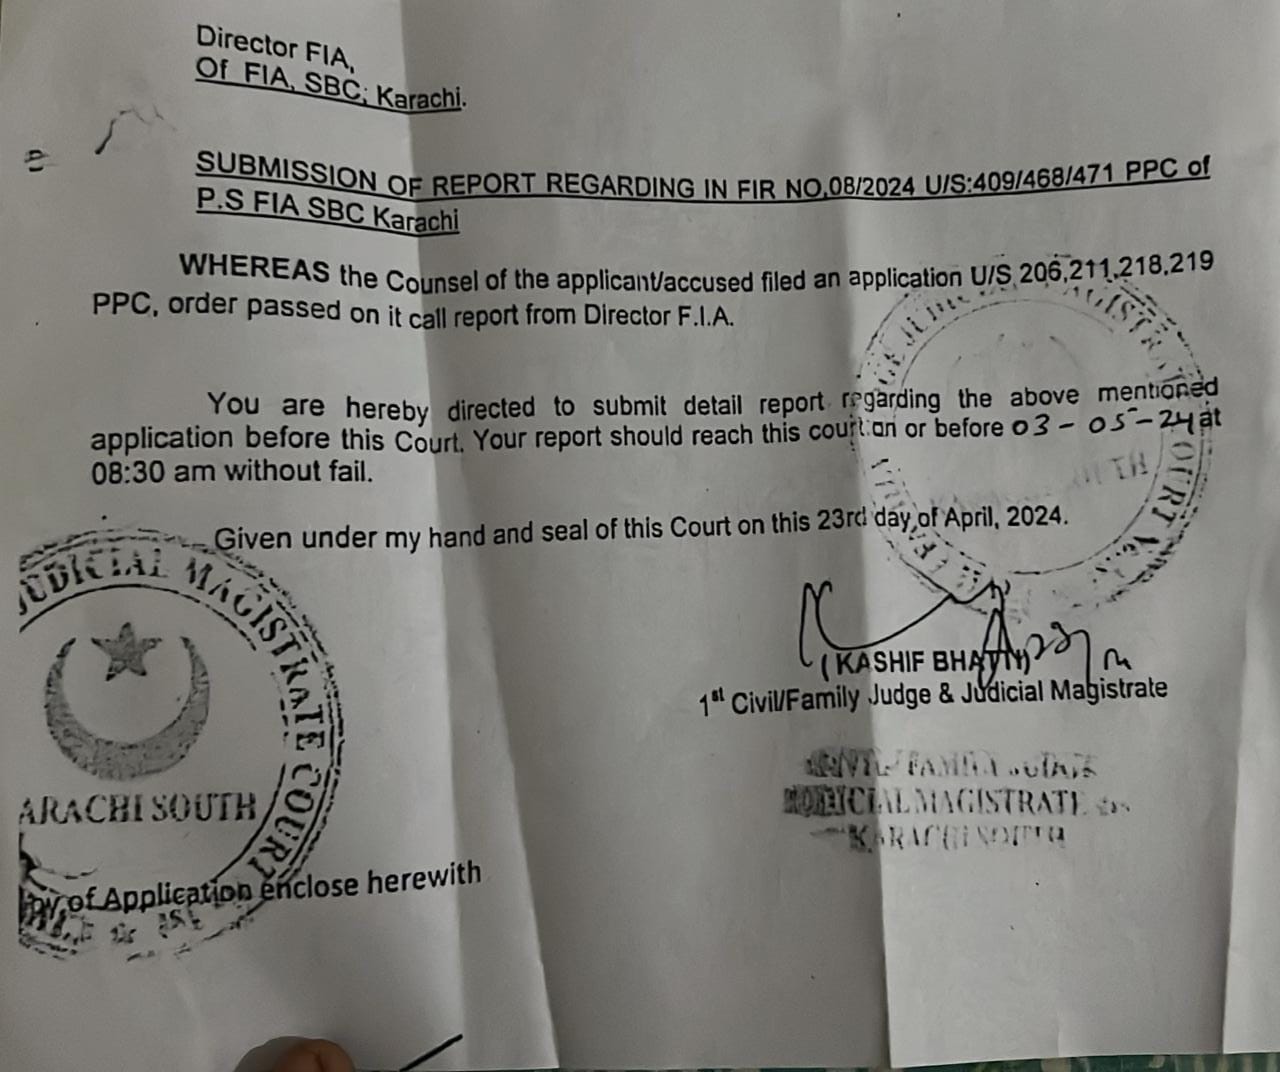 Director FIA,
Of FIA, SBC; Karachi.
SUBMISSION OF REPORT REGARDING IN FIR NO,08/2024 U/S:409/468/471 PPC of
P.S FIA SBC Karachi
WHEREAS the Counsel of the applicant/accused filed an application U/S 206,211,218,219
PPC, order passed on it call report from Director F.I.A.
You are hereby directed to submit detail report regarding the above mentioned
application before this Court. Your report should reach this court on or before 03-05-24 at
08:30 am without fail.
Given under my hand and seal of this Court on this 23rd day of April, 2024.
(KASHIF BHATTI)
1st Civil/Family Judge & Judicial Magistrate
JUDICIAL MAGISTRATE COURT
ARACHI SOUTH
FAMILY
MAGISTRATE
KARACHI SOUTH
of Application enclose herewith